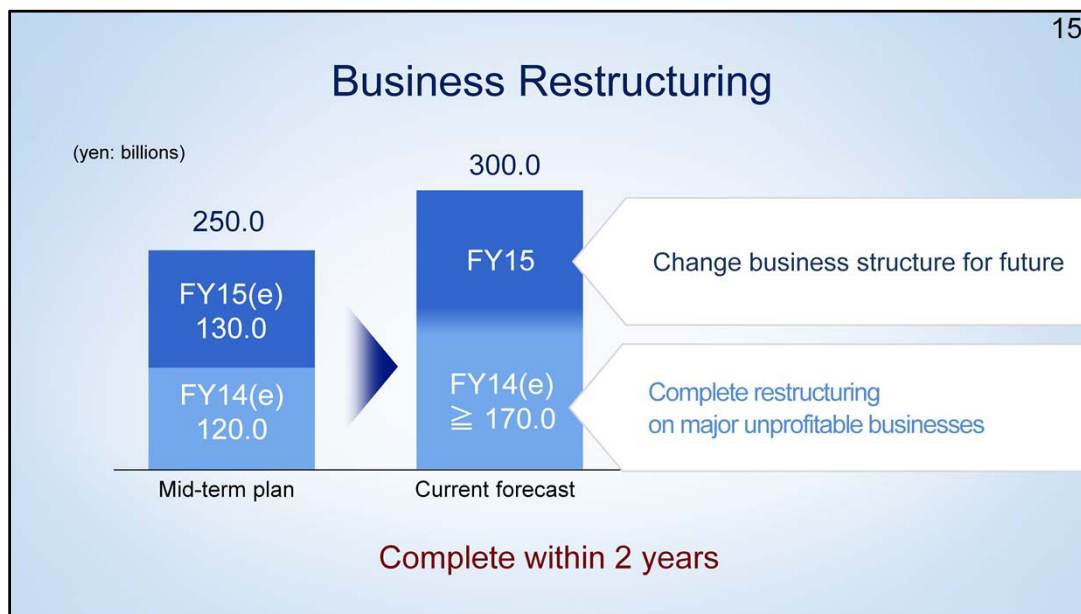 15
Business Restructuring
(yen: billions)
250.0
FY15(e)
130.0
FY14(e)
120.0
Mid-term plan
300.0
FY15
FY14(e)
≧ 170.0
Current forecast
Change business structure for future
Complete restructuring
on major unprofitable businesses
Complete within 2 years